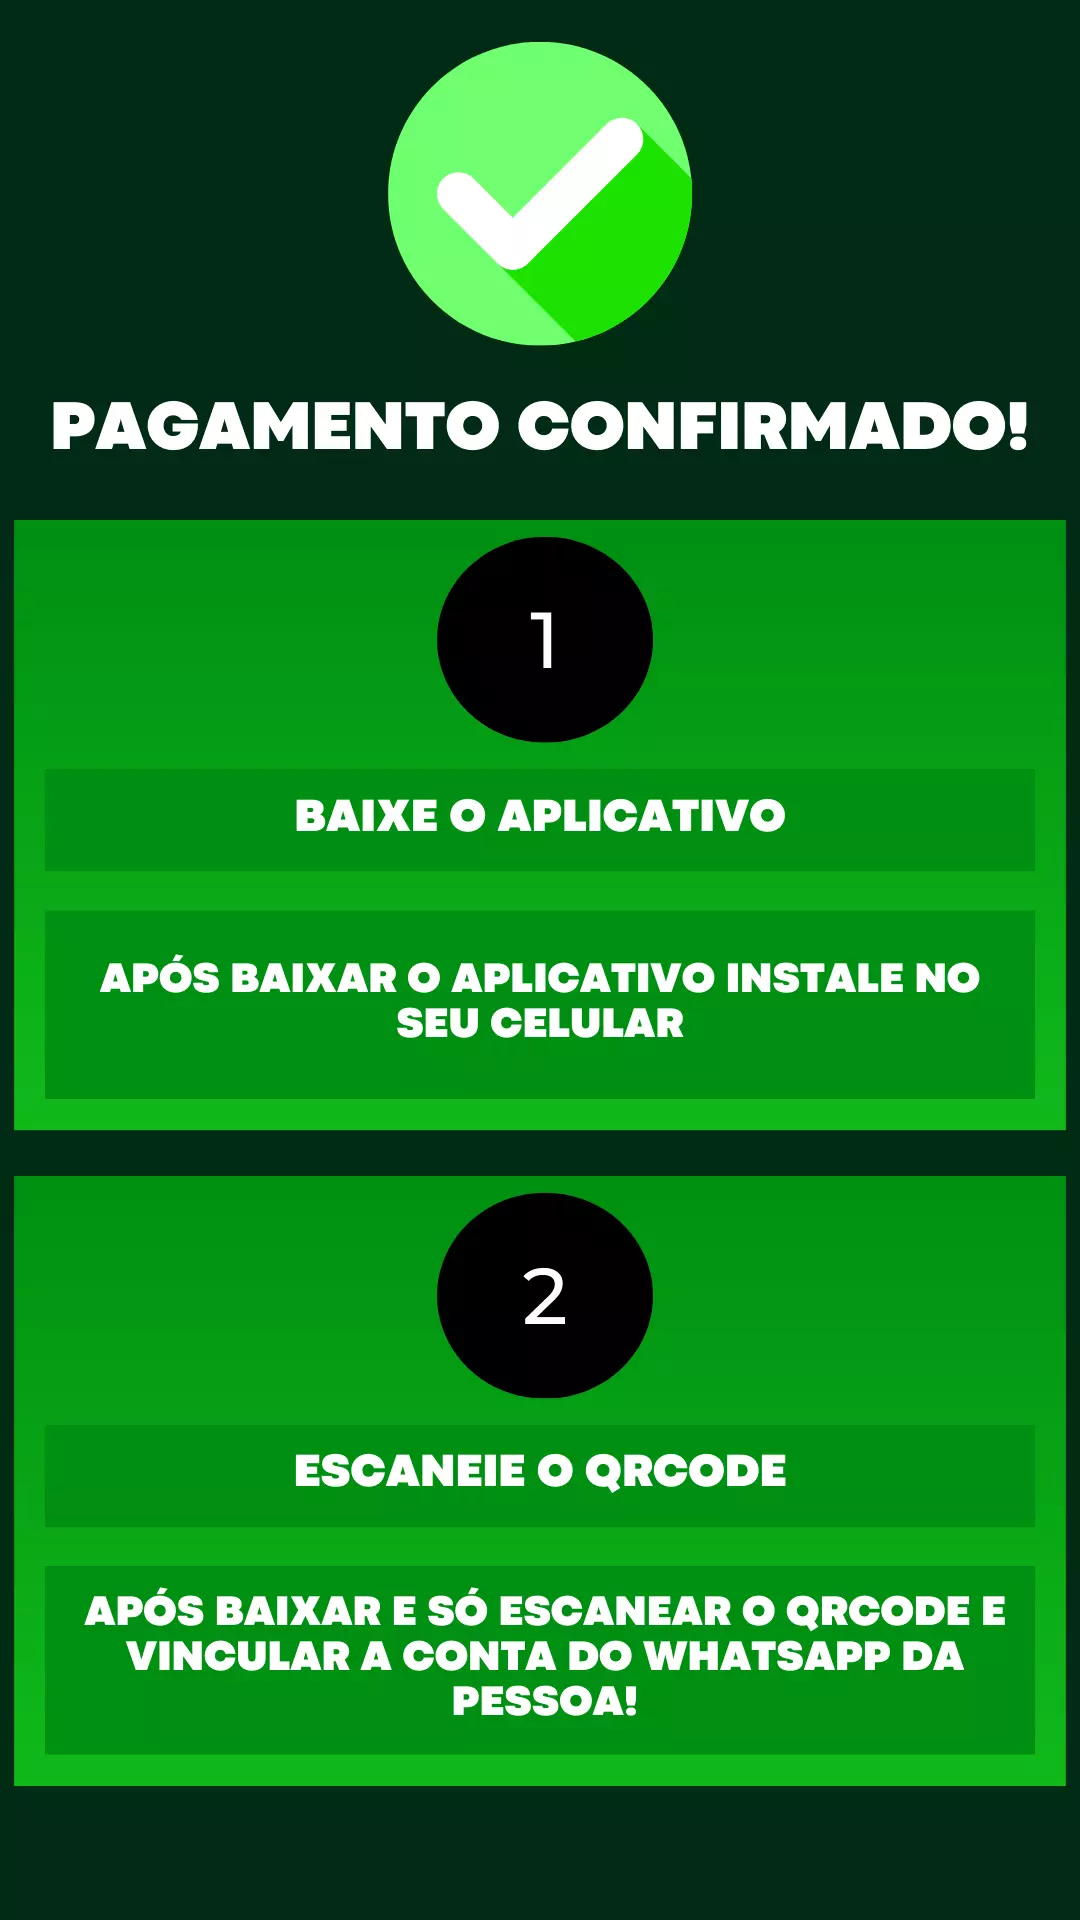 PAGAMENTO CONFIRMADO!
1
BAIXE O APLICATIVO
APÓS BAIXAR O APLICATIVO INSTALE NO
SEU CELULAR
2
ESCANEIE O QRCODE
APÓS BAIXAR E SÓ ESCANEAR O QRCODE E
VINCULAR A CONTA DO WHATSAPP DA
PESSOA!